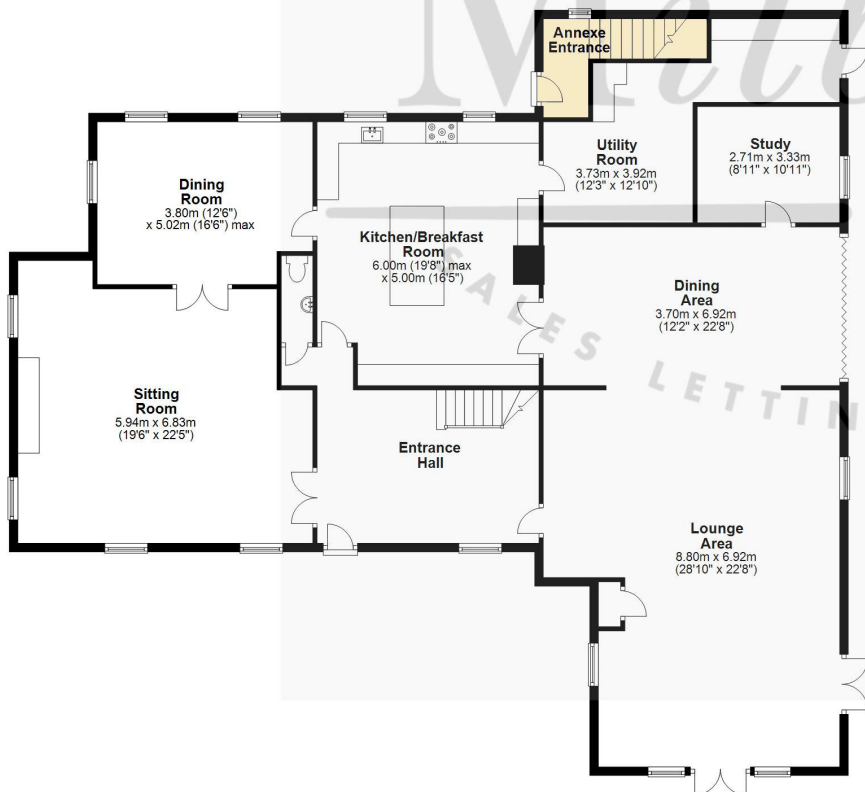 Annexe
Entrance
Utility
Room
3.73m x 3.92m
(12'3" x 12'10")
Study
2.71m x 3.33m
(8'11" x 10'11")
Dining
Room
3.80m (12'6")
x 5.02m (16'6") max
Kitchen/Breakfast
Room
6.00m (19'8") max
x 5.00m (16'5")
Dining
Area
3.70m x 6.92m
(12'2" x 22'8")
Sitting
Room
5.94m x 6.83m
(19'6" x 22'5")
Entrance
Hall
Lounge
Area
8.80m x 6.92m
(28'10" x 22'8")
SALES LETTIN